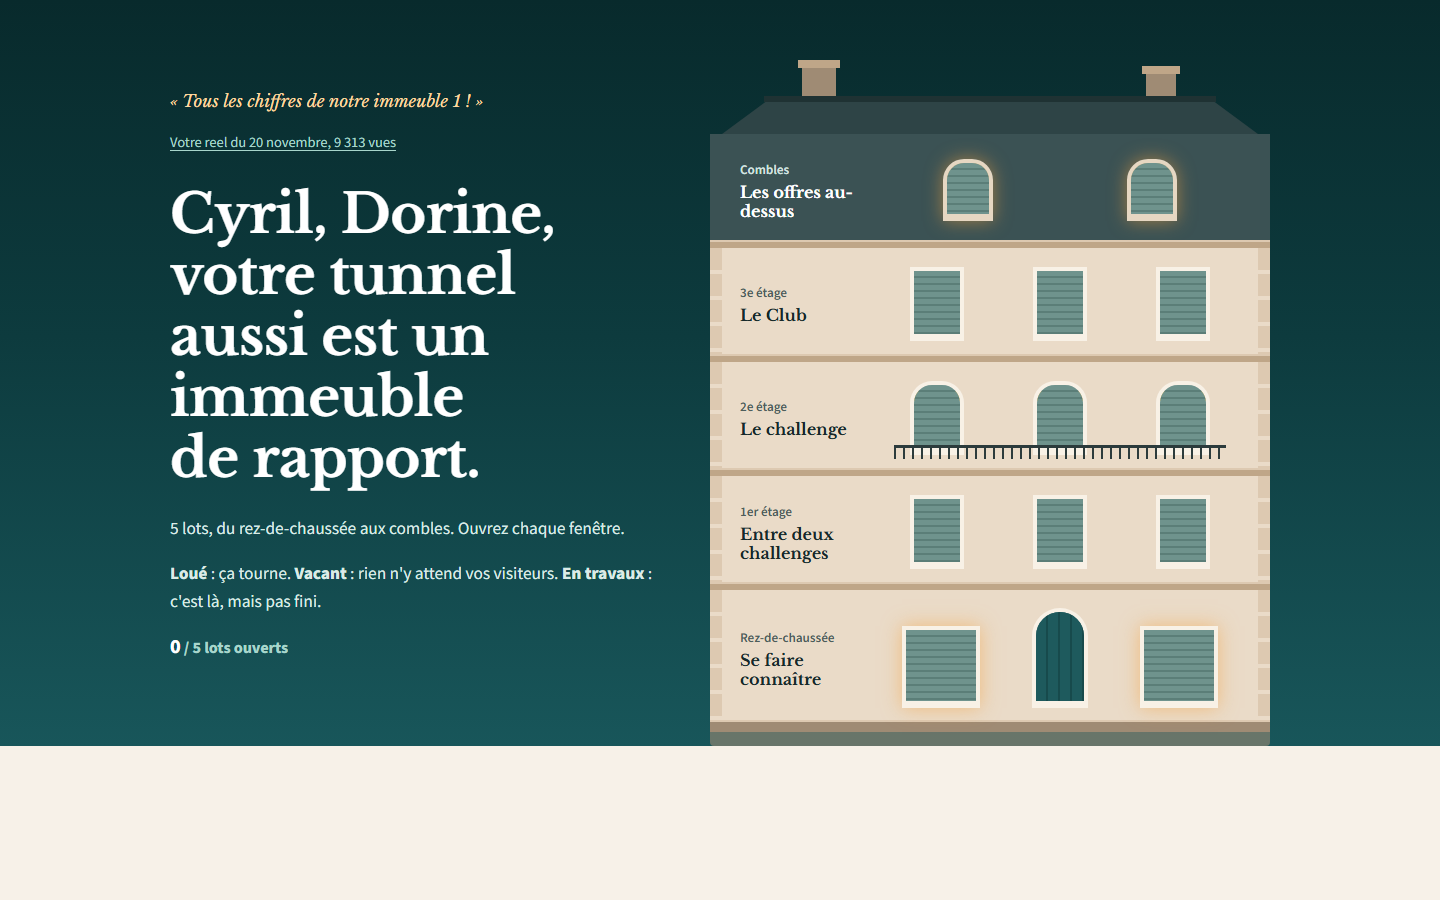 « Tous les chiffres de notre immeuble 1 ! »
Votre reel du 20 novembre, 9 313 vues
Cyril, Dorine,
votre tunnel
aussi est un
immeuble
de rapport.
5 lots, du rez-de-chaussée aux combles. Ouvrez chaque fenêtre.
Loué : ça tourne. Vacant : rien n'y attend vos visiteurs. En travaux :
c'est là, mais pas fini.
0 / 5 lots ouverts
Combles
Les offres au-
dessus
3e étage
Le Club
2e étage
Le challenge
1er étage
Entre deux
challenges
Rez-de-chaussée
Se faire
connaître